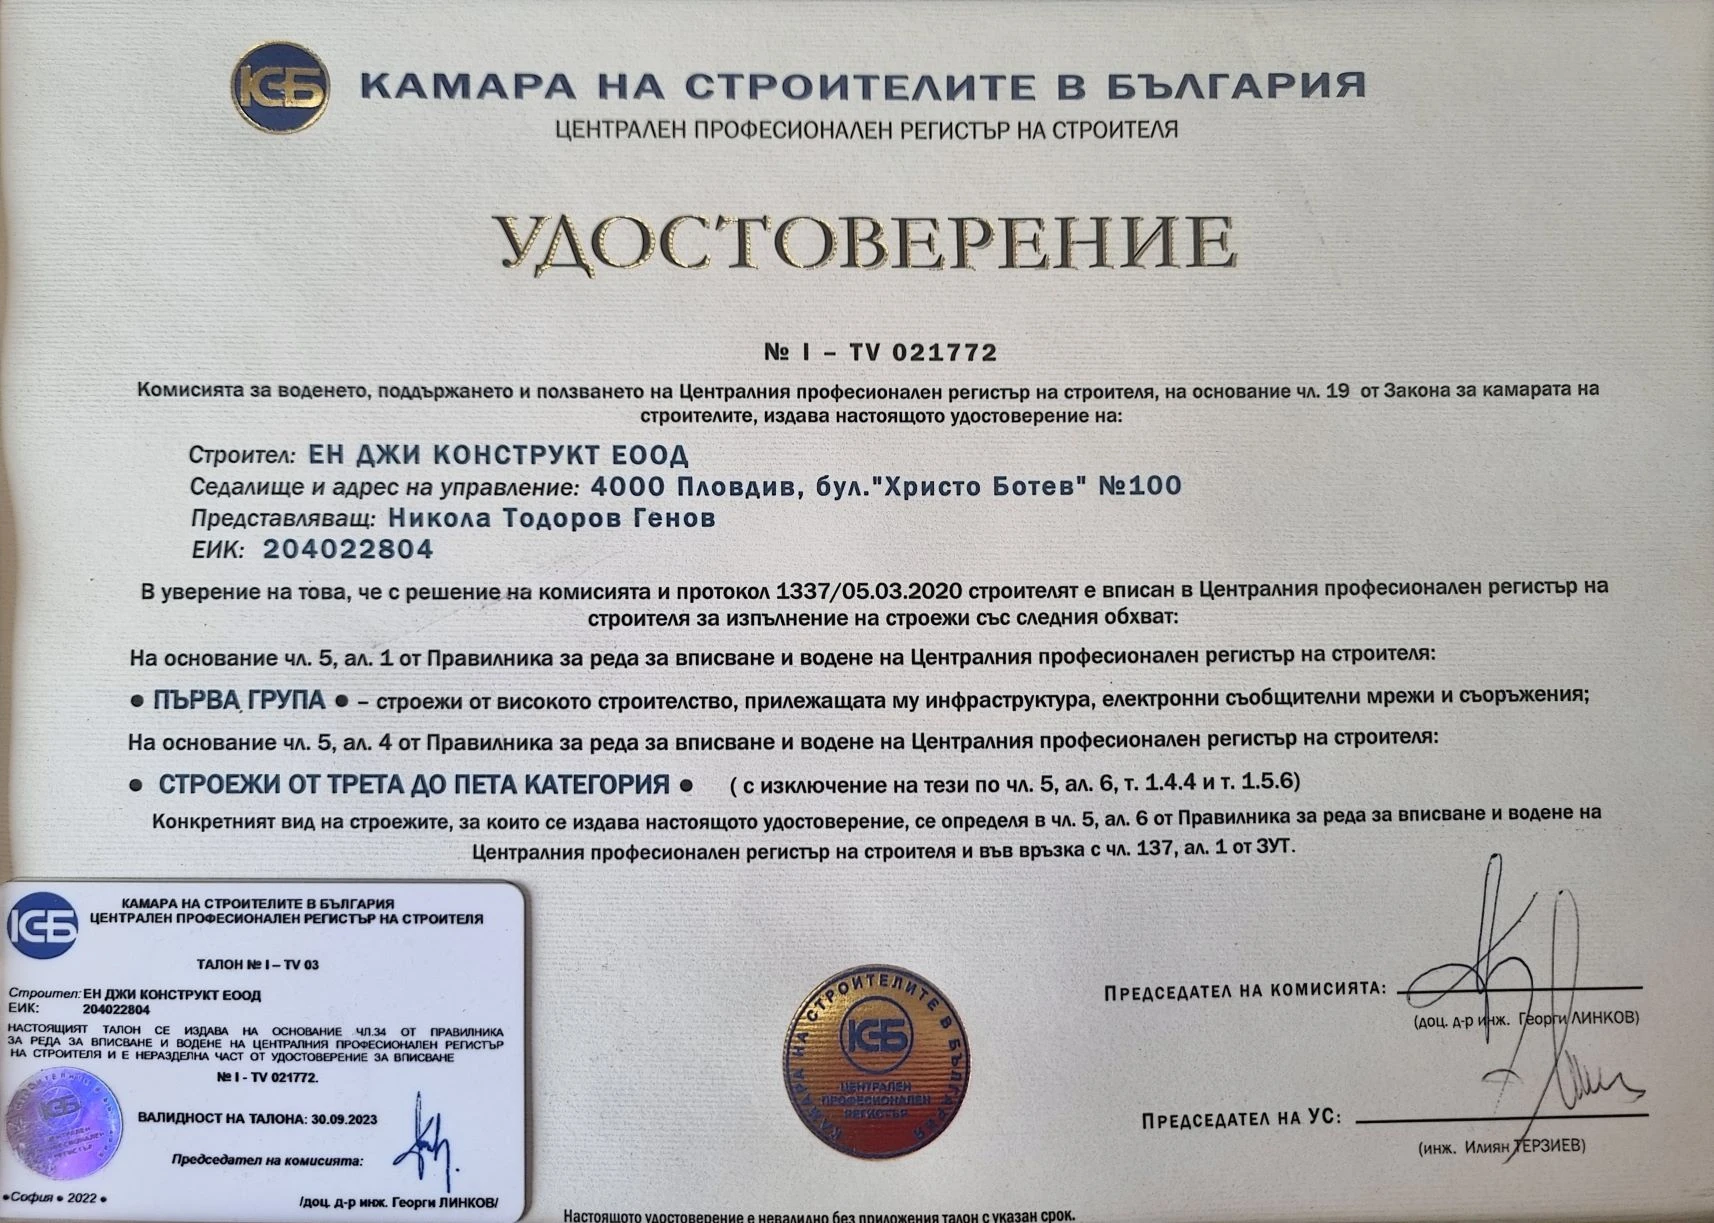 КСБ КАМАРА НА СТРОИТЕЛИТЕ В БЪЛГАРИЯ
ЦЕНТРАЛЕН ПРОФЕСИОНАЛЕН РЕГИСТЪР НА СТРОИТЕЛЯ
УДОСТОВЕРЕНИЕ
№ I – TV 021772
Комисията за воденето, поддържането и ползването на Централния професионален регистър на строителя, на основание чл. 19 от Закона за камарата на
строителите, издава настоящото удостоверение на:
Строител: ЕН ДЖИ КОНСТРУКТ ЕООД
Седалище и адрес на управление: 4000 Пловдив, бул."Христо Ботев" №100
Представляващ: Никола Тодоров Генов
ЕИК: 204022804
В уверение на това, че с решение на комисията и протокол 1337/05.03.2020 строителят е вписан в Централния професионален регистър на
строителя за изпълнение на строежи със следния обхват:
На основание чл. 5, ал. 1 от Правилника за реда за вписване и водене на Централния професионален регистър на строителя:
● ПЪРВА ГРУПА ● – строежи от високото строителство, прилежащата му инфраструктура, електронни съобщителни мрежи и съоръжения;
На основание чл. 5, ал. 4 от Правилника за реда за вписване и водене на Централния професионален регистър на строителя:
● СТРОЕЖИ ОТ ТРЕТА ДО ПЕТА КАТЕГОРИЯ ● ( с изключение на тези по чл. 5, ал. 6, т. 1.4.4 и т. 1.5.6)
Конкретният вид на строежите, за които се издава настоящото удостоверение, се определя в чл. 5, ал. 6 от Правилника за реда за вписване и водене на
Централния професионален регистър на строителя и във връзка с чл. 137, ал. 1 от ЗУТ.
КСБ КАМАРА НА СТРОИТЕЛИТЕ В БЪЛГАРИЯ
ЦЕНТРАЛЕН ПРОФЕСИОНАЛЕН РЕГИСТЪР НА СТРОИТЕЛЯ
ТАЛОН № I – TV 03
Строител: ЕН ДЖИ КОНСТРУКТ ЕООД
ЕИК: 204022804
НАСТОЯЩИЯТ ТАЛОН СЕ ИЗДАВА НА ОСНОВАНИЕ ЧЛ.34 ОТ ПРАВИЛНИКА
ЗА РЕДА ЗА ВПИСВАНЕ И ВОДЕНЕ НА ЦЕНТРАЛНИЯ ПРОФЕСИОНАЛЕН РЕГИСТЪР
НА СТРОИТЕЛЯ И Е НЕРАЗДЕЛНА ЧАСТ ОТ УДОСТОВЕРЕНИЕ ЗА ВПИСВАНЕ
№ I - TV 021772.
ВАЛИДНОСТ НА ТАЛОНА: 30.09.2023
Председател на комисията:
● София ● 2022 ●
/доц. д-р инж. Георги ЛИНКОВ/
КАМАРА НА СТРОИТЕЛИТЕ В БЪЛГАРИЯ
КСБ
ЦЕНТРАЛЕН
ПРОФЕСИОНАЛЕН
РЕГИСТЪР
ПРЕДСЕДАТЕЛ НА КОМИСИЯТА:
(доц. д-р инж. Георги ЛИНКОВ)
ПРЕДСЕДАТЕЛ НА УС:
(инж. Илиян ТЕРЗИЕВ)
Настоящото удостоверение е невалидно без приложения талон с указан срок.